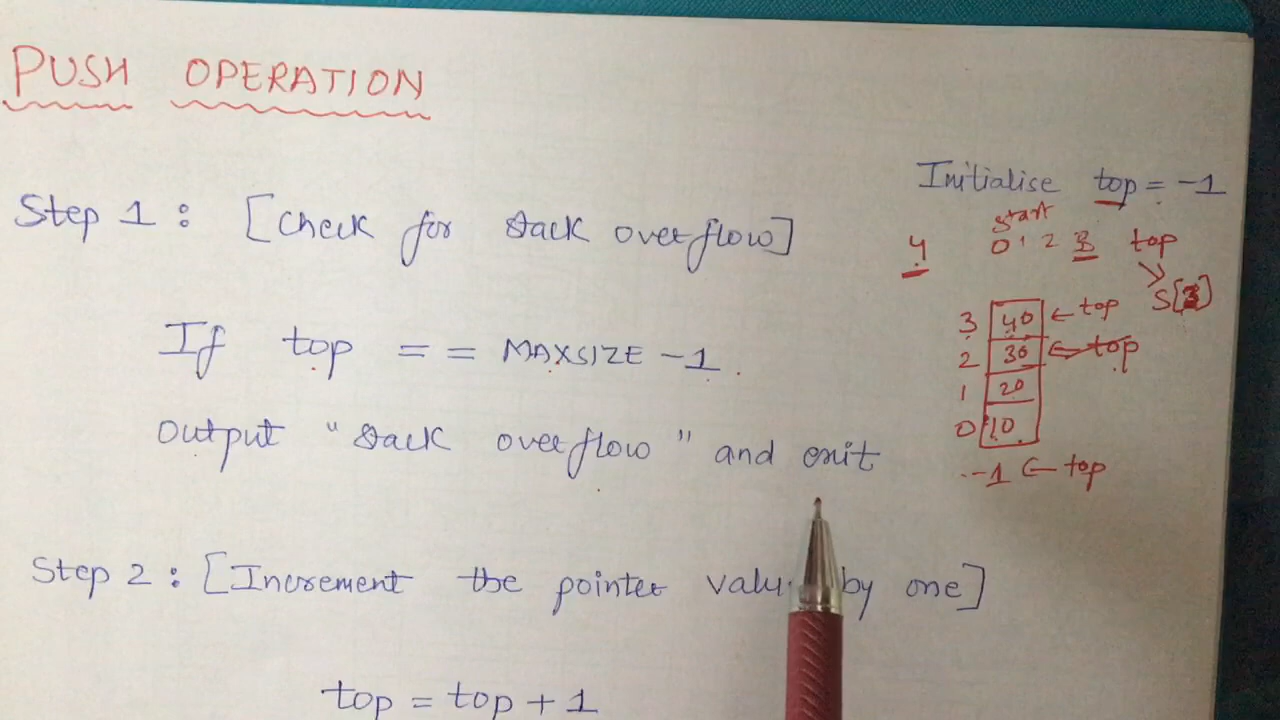 PUSH OPERATION
Initialise top = -1
Step 1 : [Check for stack overflow]
start
4 0 1 2 3 top
S[3]
If top == MAXSIZE -1.
3 40 ← top
2 30 ← top
1 20
0 10
-1 ← top
Output "stack overflow" and exit
Step 2 : [Increment the pointer value by one]
top = top + 1